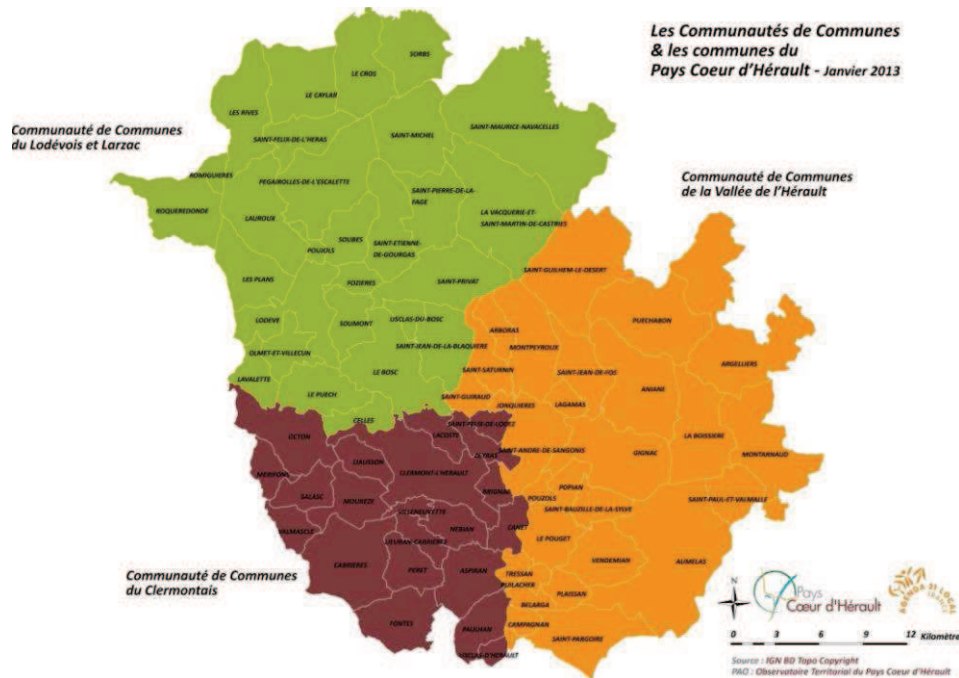 Les Communautés de Communes
& les communes du
Pays Coeur d'Hérault - Janvier 2013
SORBS
LE CROS
LE CAYLAR
LES RIVES
Communauté de Communes
du Lodévois et Larzac
SAINT-FELIX-DE-L'HERAS
SAINT-MICHEL
SAINT-MAURICE-NAVACELLES
ROMIGUIERES
PEGAIROLLES-DE-L'ESCALETTE
SAINT-PIERRE-DE-LA-
FAGE
Communauté de Communes
de la Vallée de l'Hérault
ROQUEREDONDE
LAUROUX
LA VACQUERIE-ET-
SAINT-MARTIN-DE-CASTRIES
SOUBES
POUJOLS
SAINT-ETIENNE-
DE-GOURGAS
SAINT-GUILHEM-LE-DESERT
LES PLANS
FOZIERES
SAINT-PRIVAT
LODEVE
SOUMONT
USCLAS-DU-BOSC
ARBORAS
PUECHABON
OLMET-ET-VILLECUN
SAINT-JEAN-DE-LA-BLAQUIERE
MONTPEYROUX
ARGELLIERS
LAVALETTE
LE BOSC
SAINT-SATURNIN
SAINT-JEAN-DE-FOS
ANIANE
LE PUECH
SAINT-GUIRAUD
JONQUIERES
LAGAMAS
CELLES
SAINT-FELIX-DE-LODEZ
OCTON
LACOSTE
CEYRAS
SAINT-ANDRE-DE-SANGONIS
GIGNAC
LA BOISSIERE
MONTARNAUD
MERIFONS
LIAUSSON
CLERMONT-L'HERAULT
SALASC
MOUREZE
BRIGNAC
POPIAN
POUZOLS
SAINT-PAUL-ET-VALMALLE
VILLENEUVETTE
SAINT-BAUZILLE-DE-LA-SYLVE
VALMASCLE
NEBIAN
CANET
LE POUGET
LIEURAN-CABRIERES
CABRIERES
PERET
ASPIRAN
VENDEMIAN
AUMELAS
TRESSAN
PUILACHER
PLAISSAN
Communauté de Communes
du Clermontais
BELARGA
FONTES
PAULHAN
CAMPAGNAN
SAINT-PARGOIRE
USCLAS-D'HERAULT
N
Pays
Cœur d'Hérault
AGENDA 21 LOCAL
0 3 6 9 12 Kilomètre
Source : IGN BD Topo Copyright
PAO : Observatoire Territorial du Pays Coeur d'Hérault